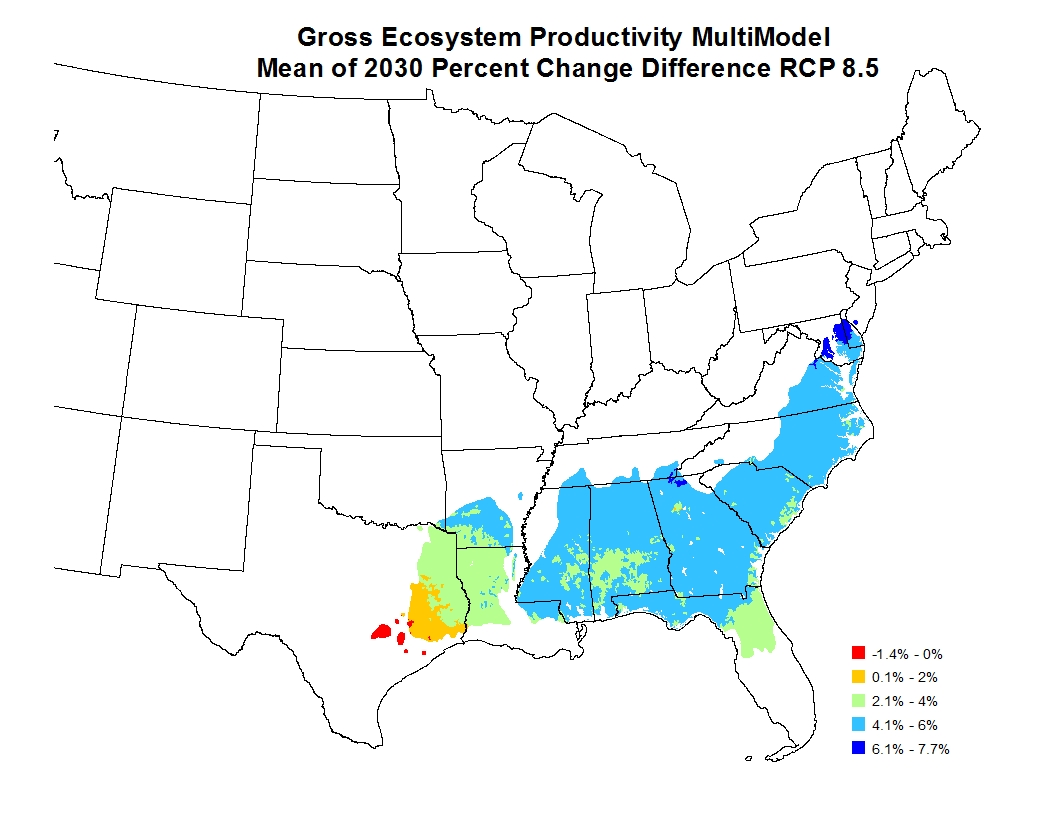 Gross Ecosystem Productivity MultiModel
Mean of 2030 Percent Change Difference RCP 8.5
-1.4% - 0%
0.1% - 2%
2.1% - 4%
4.1% - 6%
6.1% - 7.7%